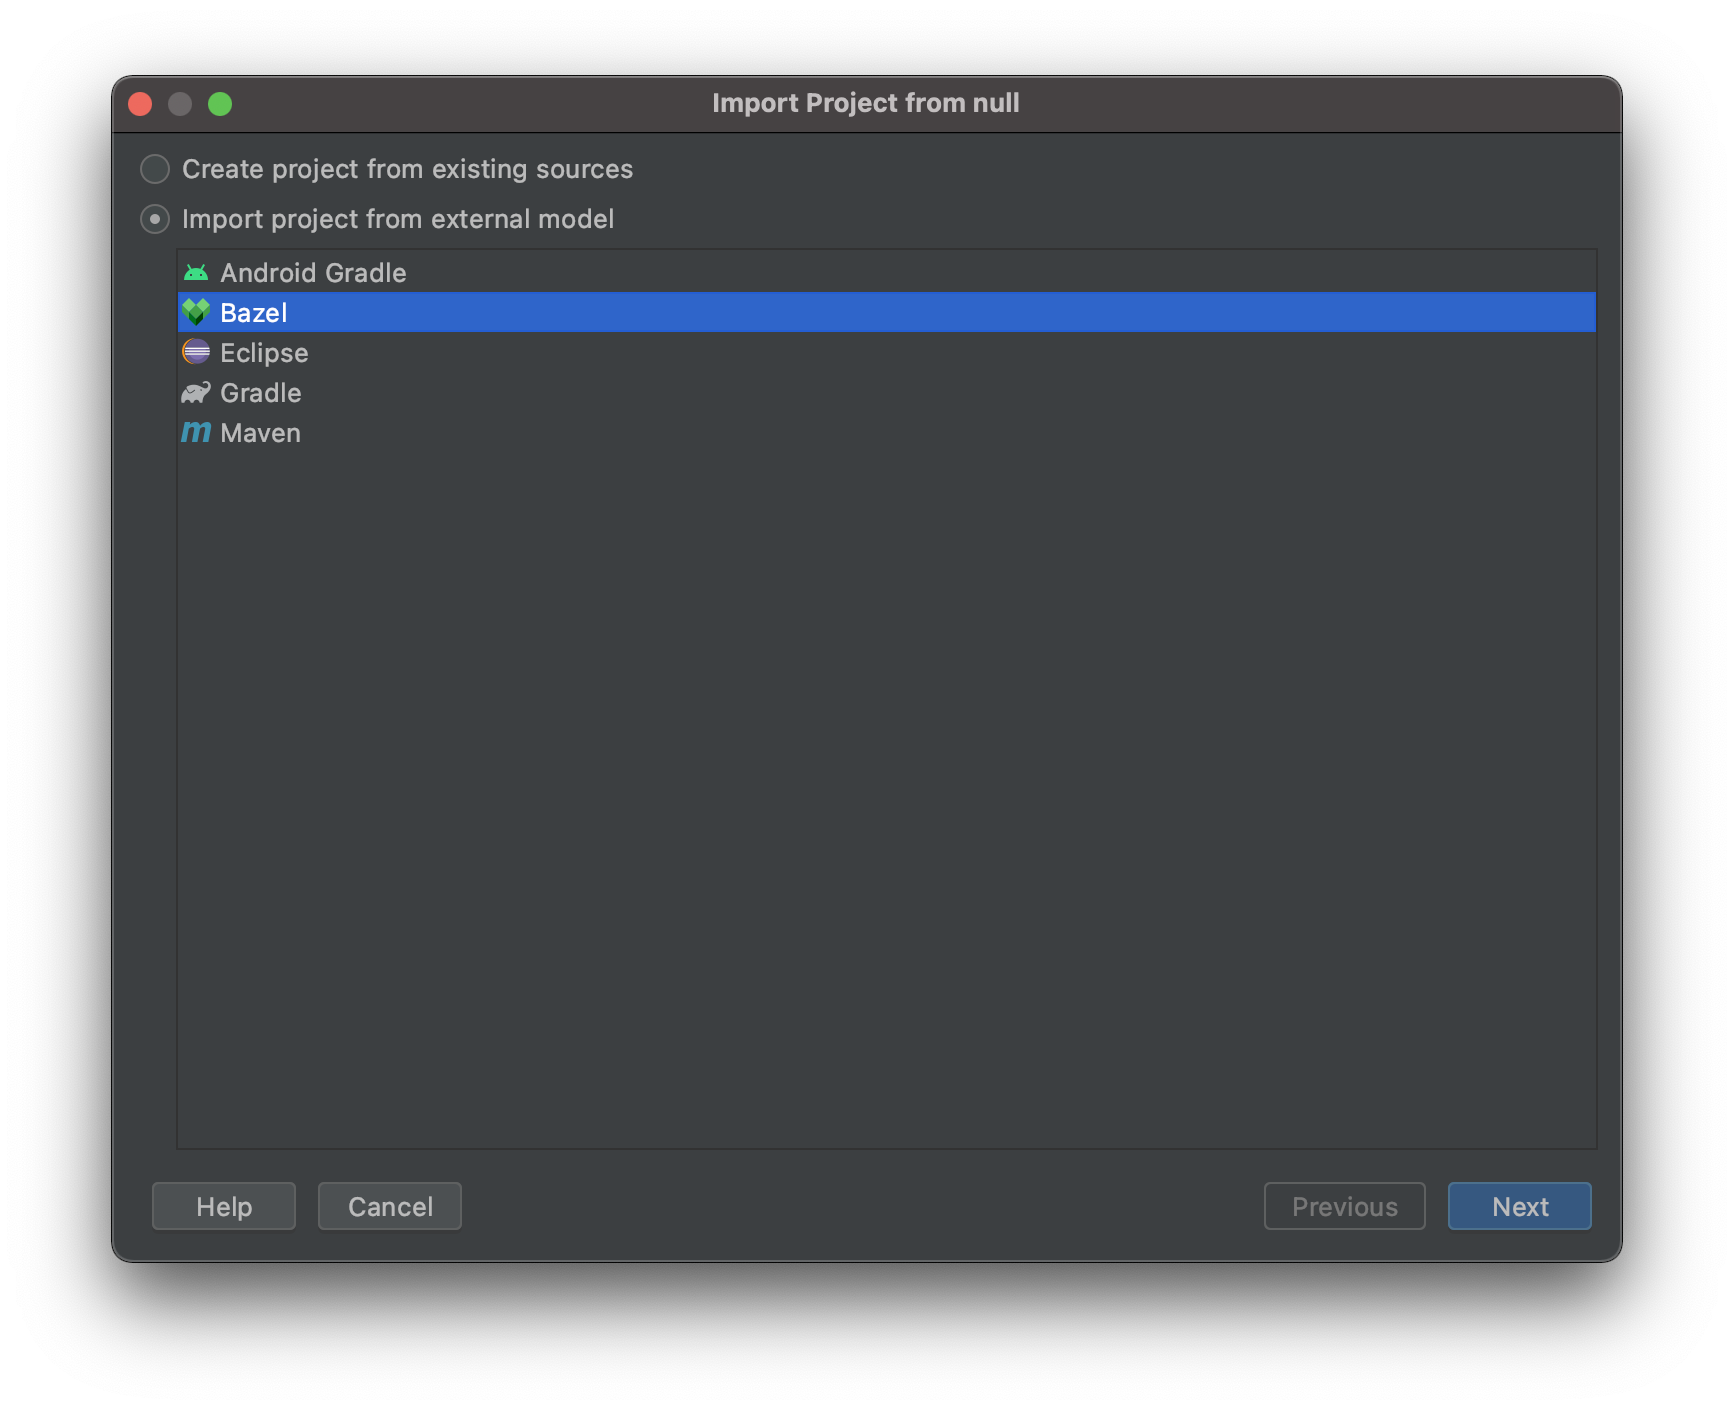 Import Project from null
Create project from existing sources
Import project from external model
Android Gradle
Bazel
Eclipse
Gradle
m Maven
Help Cancel Previous Next